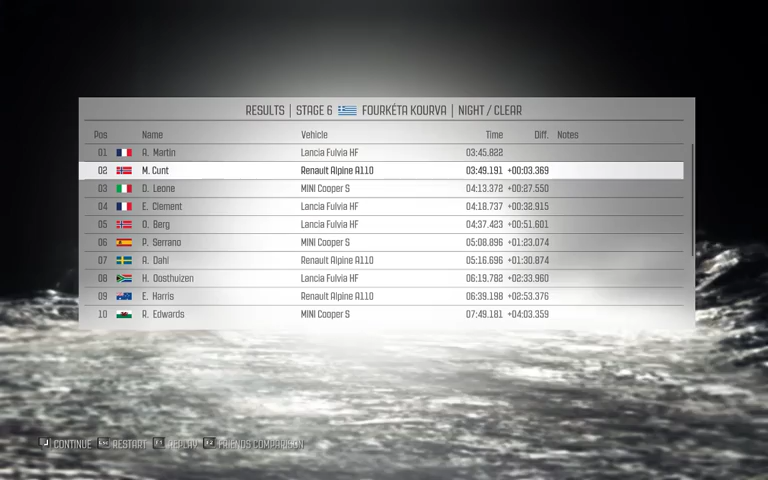 RESULTS | STAGE 6 FOURKÉTA KOURVA | NIGHT / CLEAR
Pos Name Vehicle Time Diff. Notes
01 A. Martin Lancia Fulvia HF 03:45.822
02 M. Cunt Renault Alpine A110 03:49.191 +00:03.369
03 D. Leone MINI Cooper S 04:13.372 +00:27.550
04 E. Clement Lancia Fulvia HF 04:18.737 +00:32.915
05 O. Berg Lancia Fulvia HF 04:37.423 +00:51.601
06 P. Serrano MINI Cooper S 05:08.896 +01:23.074
07 A. Dahl Renault Alpine A110 05:16.696 +01:30.874
08 H. Oosthuizen Lancia Fulvia HF 06:19.782 +02:33.960
09 E. Harris Renault Alpine A110 06:39.198 +02:53.376
10 R. Edwards MINI Cooper S 07:49.181 +04:03.359
CONTINUE Esc RESTART F1 REPLAY F2 FRIENDS COMPARISON